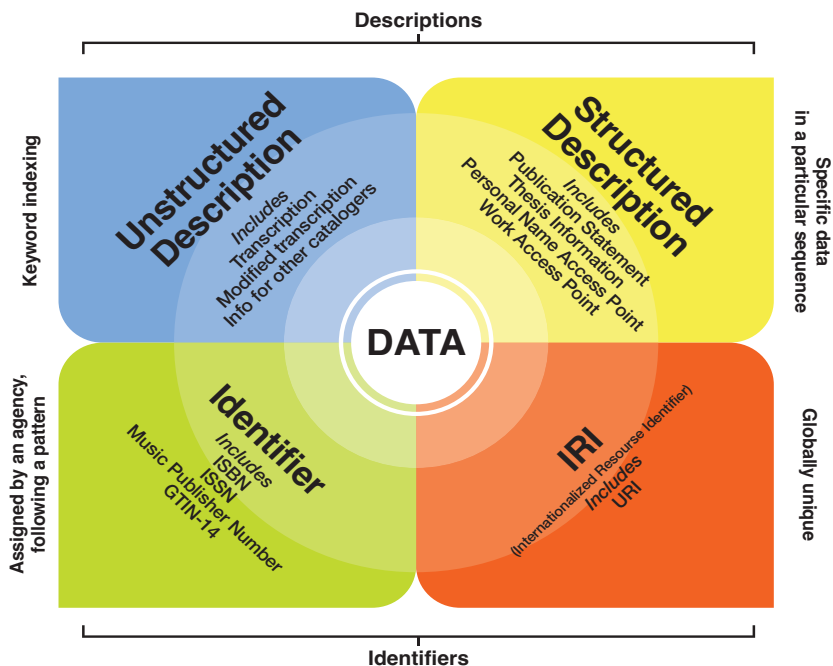 Descriptions
Keyword indexing
Unstructured
Description
Includes
Transcription
Modified transcription
Info for other catalogers
Structured
Description
Includes
Publication Statement
Thesis Information
Personal Name Access Point
Work Access Point
Specific data
in a particular sequence
DATA
Assigned by an agency,
following a pattern
Identifier
Includes
ISBN
ISSN
Music Publisher Number
GTIN-14
IRI
(Internationalized Resourse Identifier)
Includes
URI
Globally unique
Identifiers